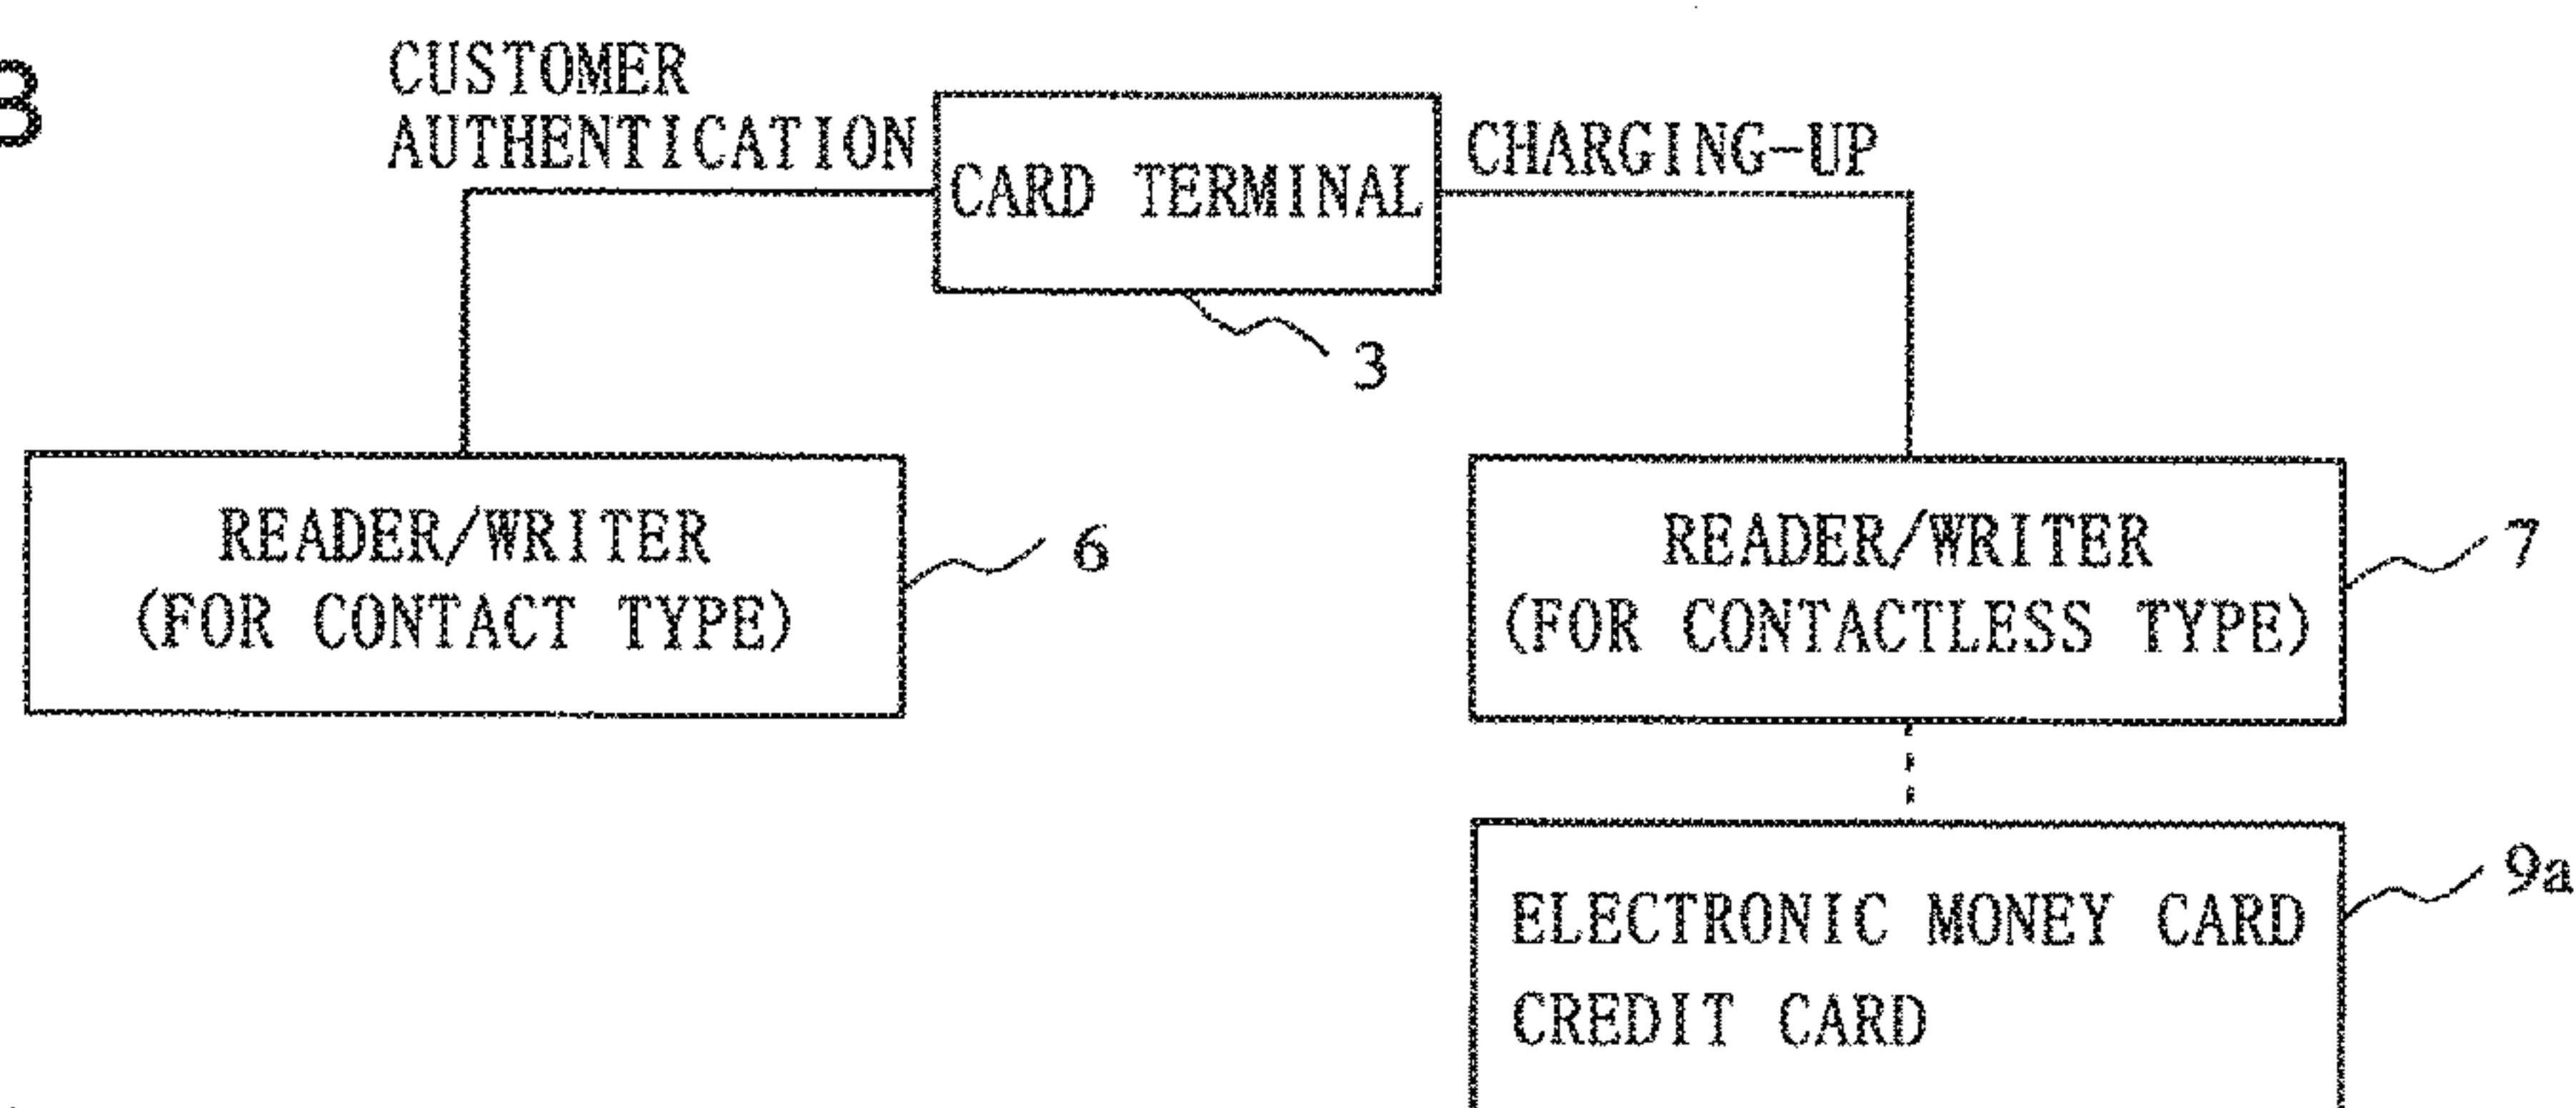 CUSTOMER
AUTHENTICATION
CARD TERMINAL
CHARGING-UP
3
READER/WRITER
(FOR CONTACT TYPE)
6
READER/WRITER
(FOR CONTACTLESS TYPE)
7
ELECTRONIC MONEY CARD
CREDIT CARD
9a